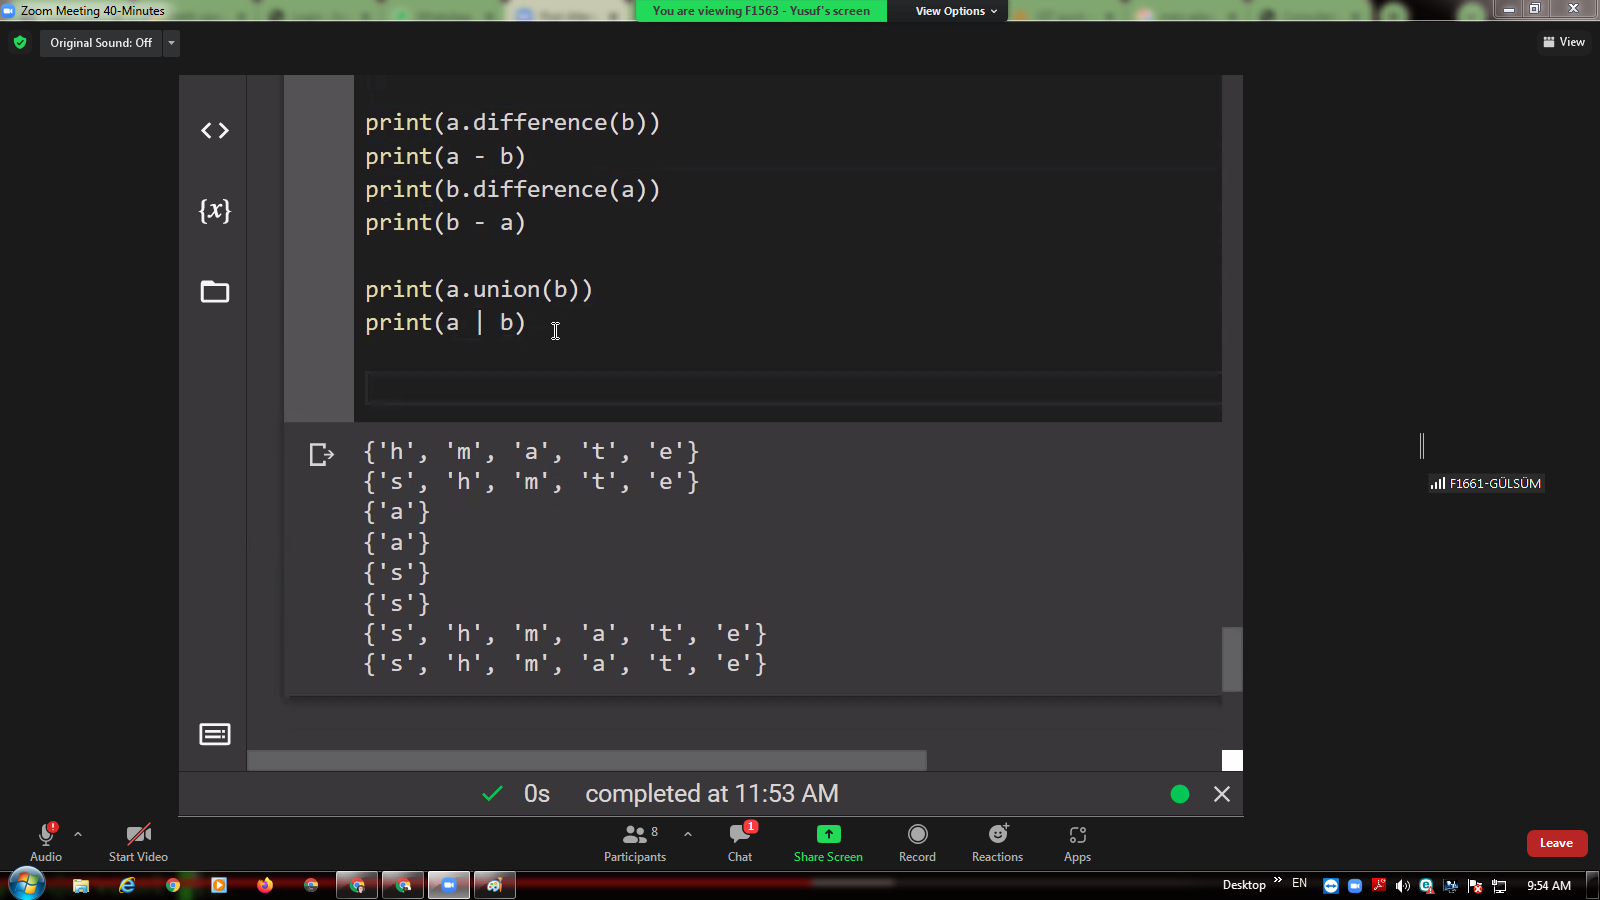 Zoom Meeting 40-Minutes
You are viewing F1563 - Yusuf's screen
View Options
Original Sound: Off
View
print(a.difference(b))
print(a - b)
print(b.difference(a))
print(b - a)
print(a.union(b))
print(a | b)
{'h', 'm', 'a', 't', 'e'}
{'s', 'h', 'm', 't', 'e'}
{'a'}
{'a'}
{'s'}
{'s'}
{'s', 'h', 'm', 'a', 't', 'e'}
{'s', 'h', 'm', 'a', 't', 'e'}
F1661-GÜLSÜM
0s completed at 11:53 AM
8
1
Audio
Start Video
Participants
Chat
Share Screen
Record
Reactions
Apps
Leave
Desktop
EN
9:54 AM